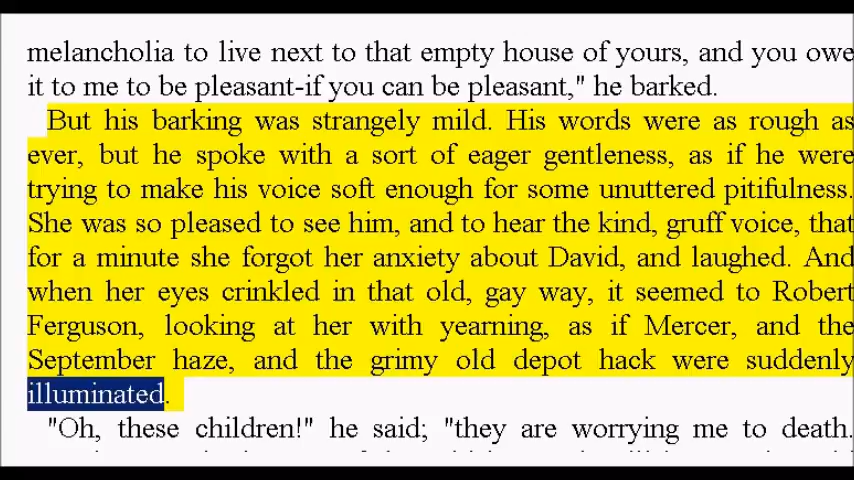 melancholia to live next to that empty house of yours, and you owe
it to me to be pleasant-if you can be pleasant," he barked.
But his barking was strangely mild. His words were as rough as
ever, but he spoke with a sort of eager gentleness, as if he were
trying to make his voice soft enough for some unuttered pitifulness.
She was so pleased to see him, and to hear the kind, gruff voice, that
for a minute she forgot her anxiety about David, and laughed. And
when her eyes crinkled in that old, gay way, it seemed to Robert
Ferguson, looking at her with yearning, as if Mercer, and the
September haze, and the grimy old depot hack were suddenly
illuminated.
"Oh, these children!" he said; "they are worrying me to death.